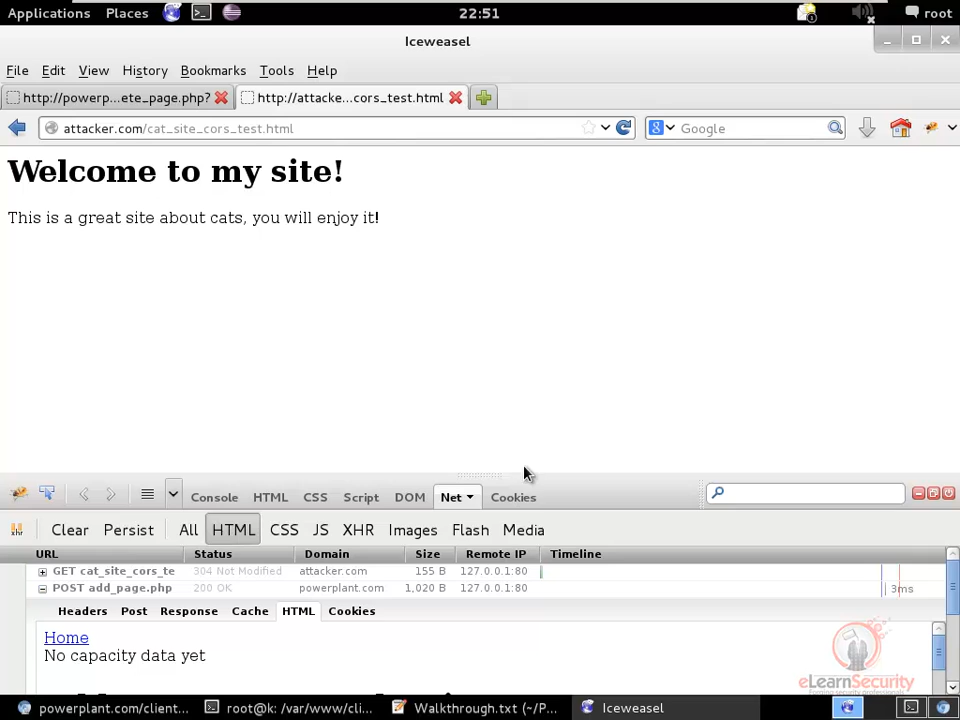 Applications Places 22:51 root
Iceweasel
File Edit View History Bookmarks Tools Help
http://powerp...ete_page.php? http://attacke...cors_test.html
attacker.com/cat_site_cors_test.html Google
Welcome to my site!
This is a great site about cats, you will enjoy it!
Console HTML CSS Script DOM Net Cookies
Clear Persist All HTML CSS JS XHR Images Flash Media
URL Status Domain Size Remote IP Timeline
GET cat_site_cors_te 304 Not Modified attacker.com 155 B 127.0.0.1:80
POST add_page.php 200 OK powerplant.com 1,020 B 127.0.0.1:80 3ms
Headers Post Response Cache HTML Cookies
Home
No capacity data yet
eLearnSecurity
Forging security professionals
powerplant.com/client... root@k: /var/www/cli... Walkthrough.txt (~/P... Iceweasel